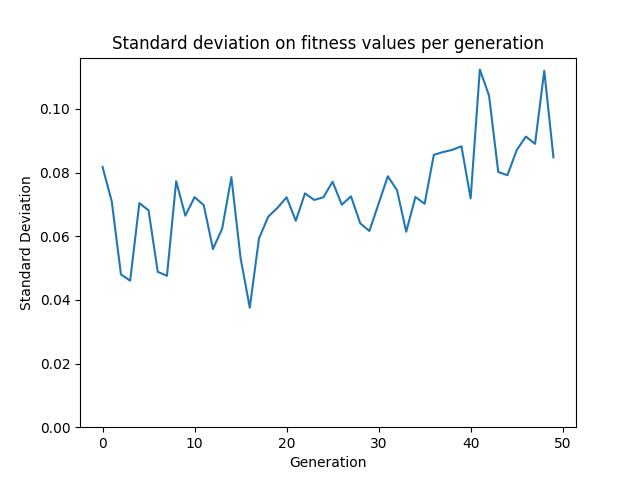 Standard deviation on fitness values per generation
0.10
0.08
0.06
0.04
0.02
0.00
Standard Deviation
0 10 20 30 40 50
Generation